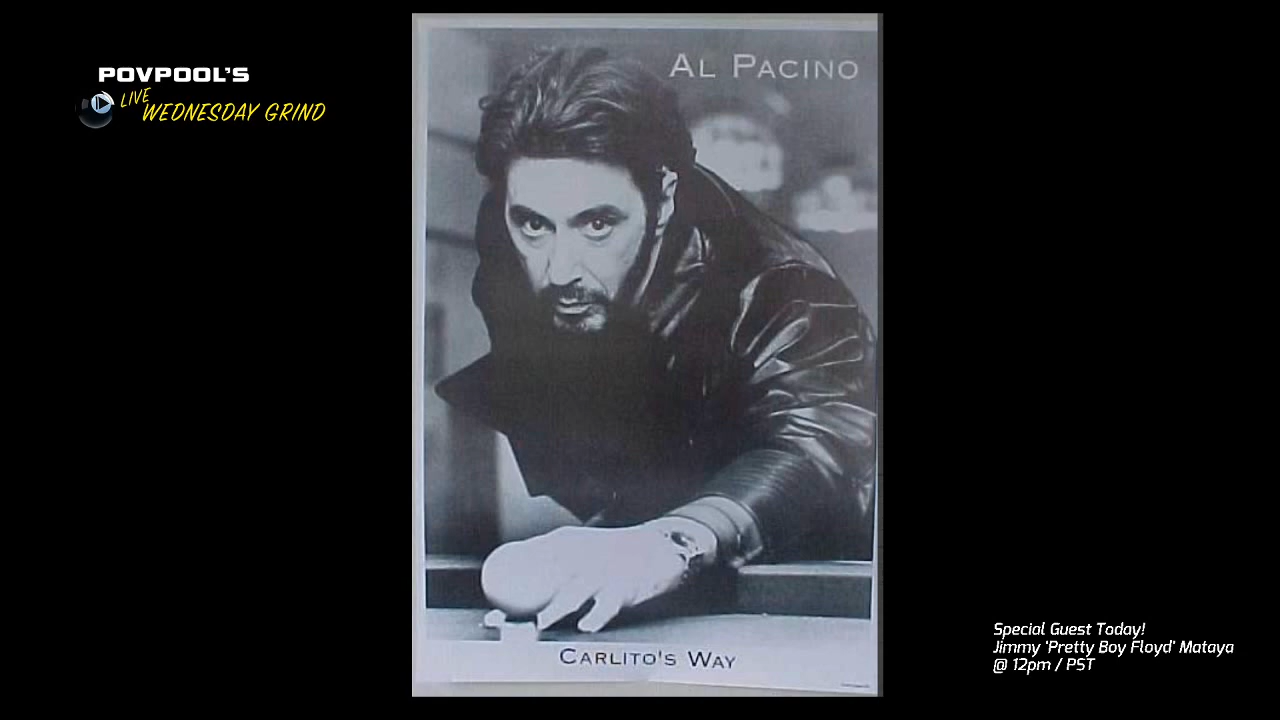 POVPOOL'S
LIVE
WEDNESDAY GRIND
AL PACINO
CARLITO'S WAY
Special Guest Today!
Jimmy 'Pretty Boy Floyd' Mataya
@ 12pm / PST